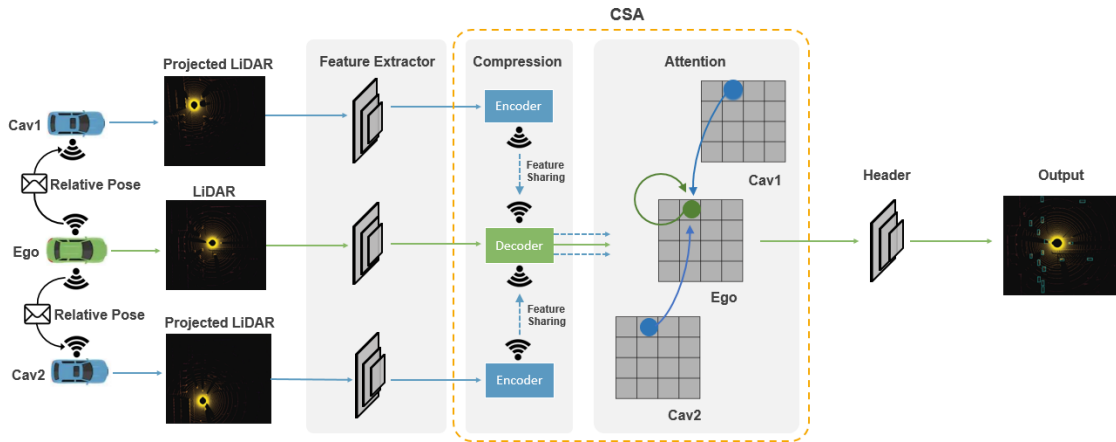 CSA
Projected LiDAR
Feature Extractor
Compression
Attention
Cav1
Encoder
Feature
Sharing
Cav1
Relative Pose
LiDAR
Header
Output
Ego
Decoder
Ego
Relative Pose
Feature
Sharing
Projected LiDAR
Cav2
Encoder
Cav2